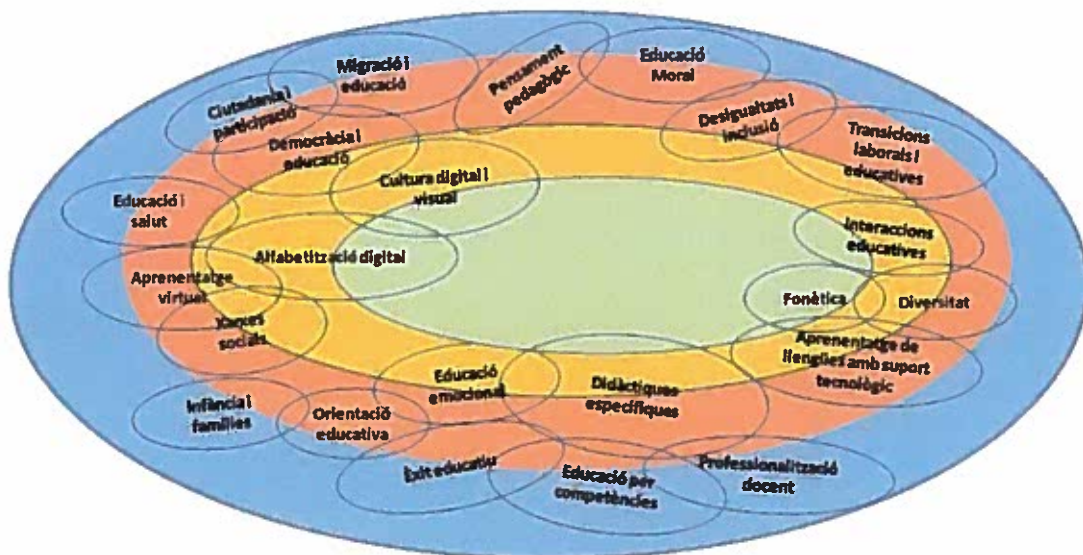 Migració i
educació
Pensament
pedagògic
Educació
Moral
Ciutadania i
participació
Desigualtats i
inclusió
Democràcia i
educació
Transicions
laborals i
educatives
Cultura digital i
visual
Educació i
salut
Interaccions
educatives
Alfabetització digital
Aprenentatge
virtual
Fonètica
Diversitat
Xarxes
socials
Aprenentatge de
llengües amb suport
tecnològic
Educació
emocional
Didàctiques
específiques
Infància i
famílies
Orientació
educativa
Èxit educatiu
Educació per
competències
Professionalització
docent